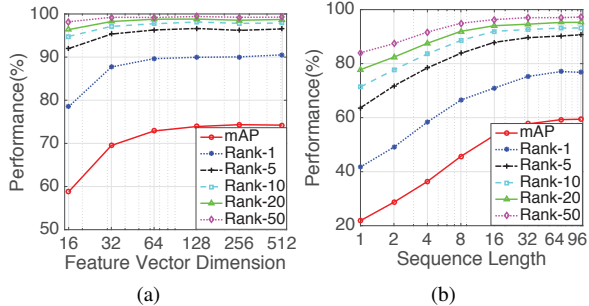 100
90
80
70
60
50
Performance(%)
16 32 64 128 256 512
Feature Vector Dimension
mAP
Rank-1
Rank-5
Rank-10
Rank-20
Rank-50
(a)
100
80
60
40
20
Performance(%)
1 2 4 8 16 32 64 96
Sequence Length
mAP
Rank-1
Rank-5
Rank-10
Rank-20
Rank-50
(b)